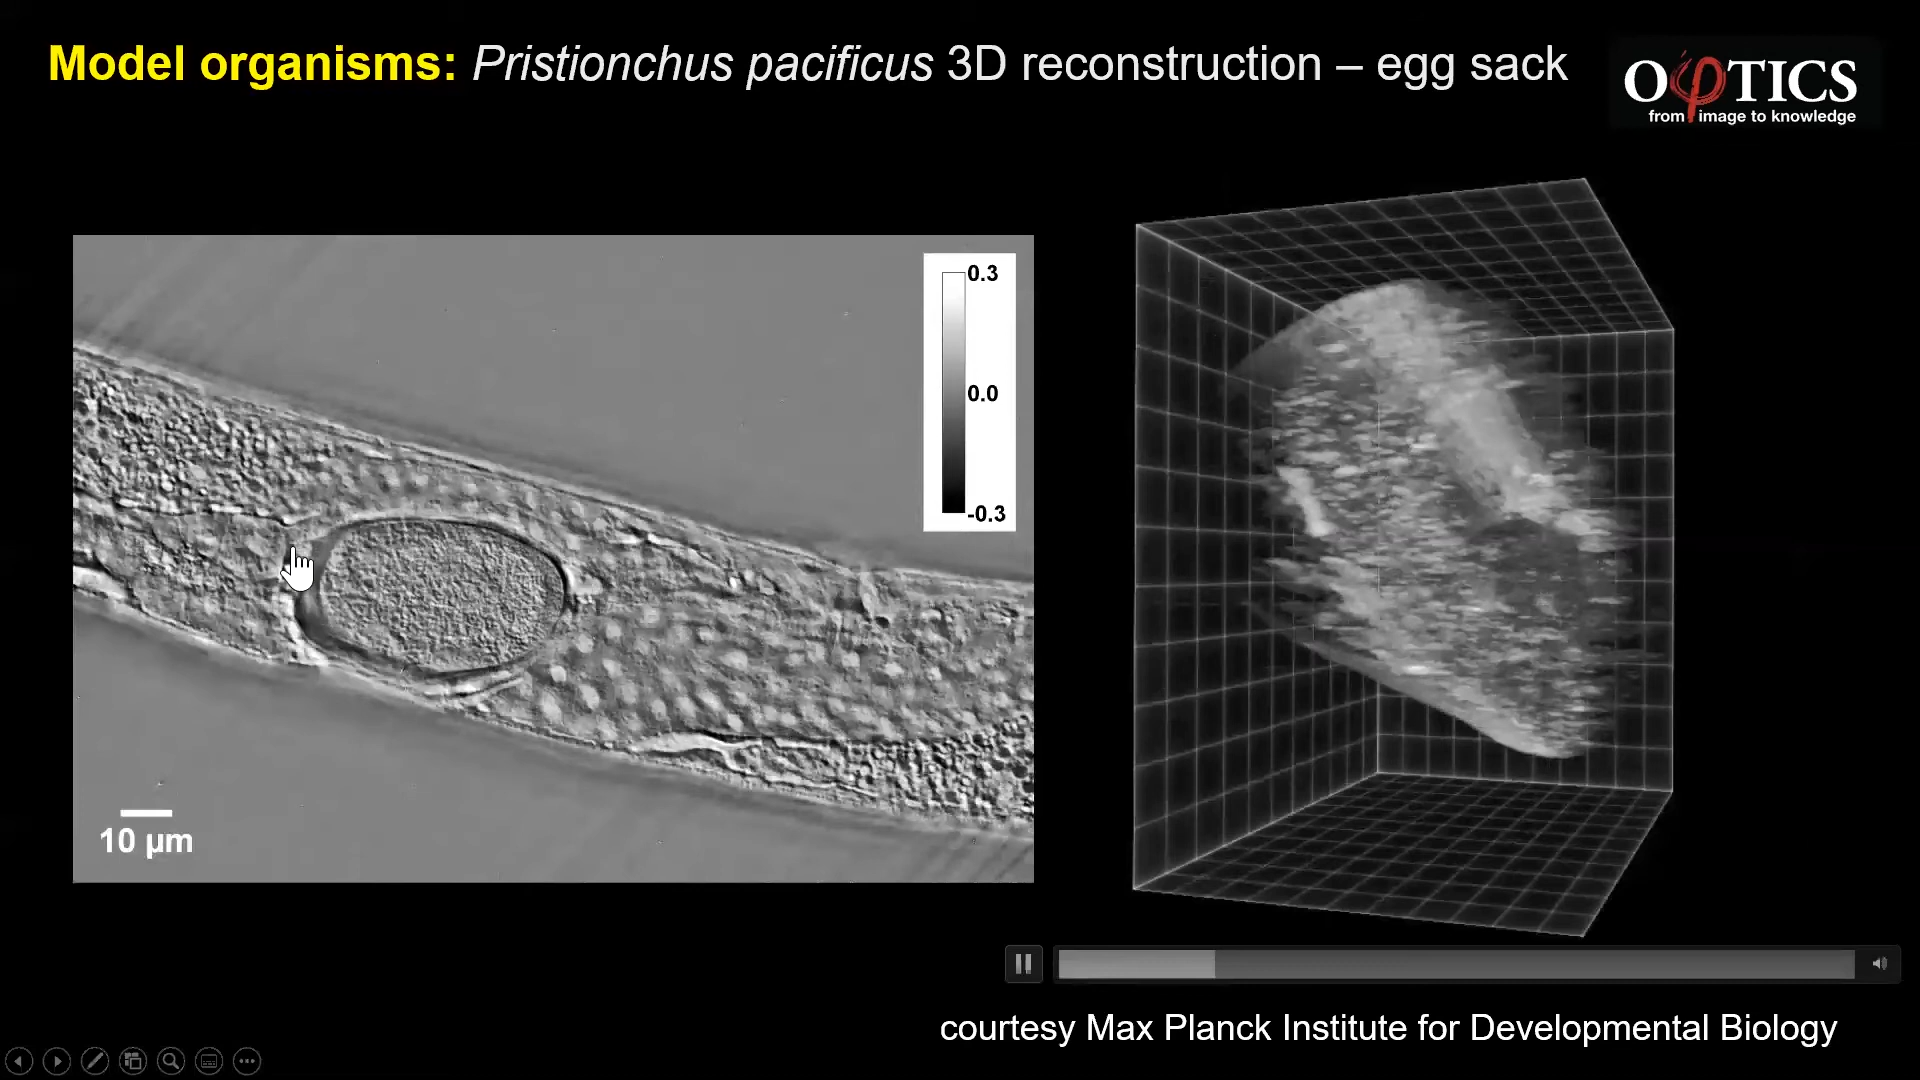 Model organisms: Pristionchus pacificus 3D reconstruction – egg sack
OφTICS
from image to knowledge
0.3
0.0
-0.3
10 µm
courtesy Max Planck Institute for Developmental Biology